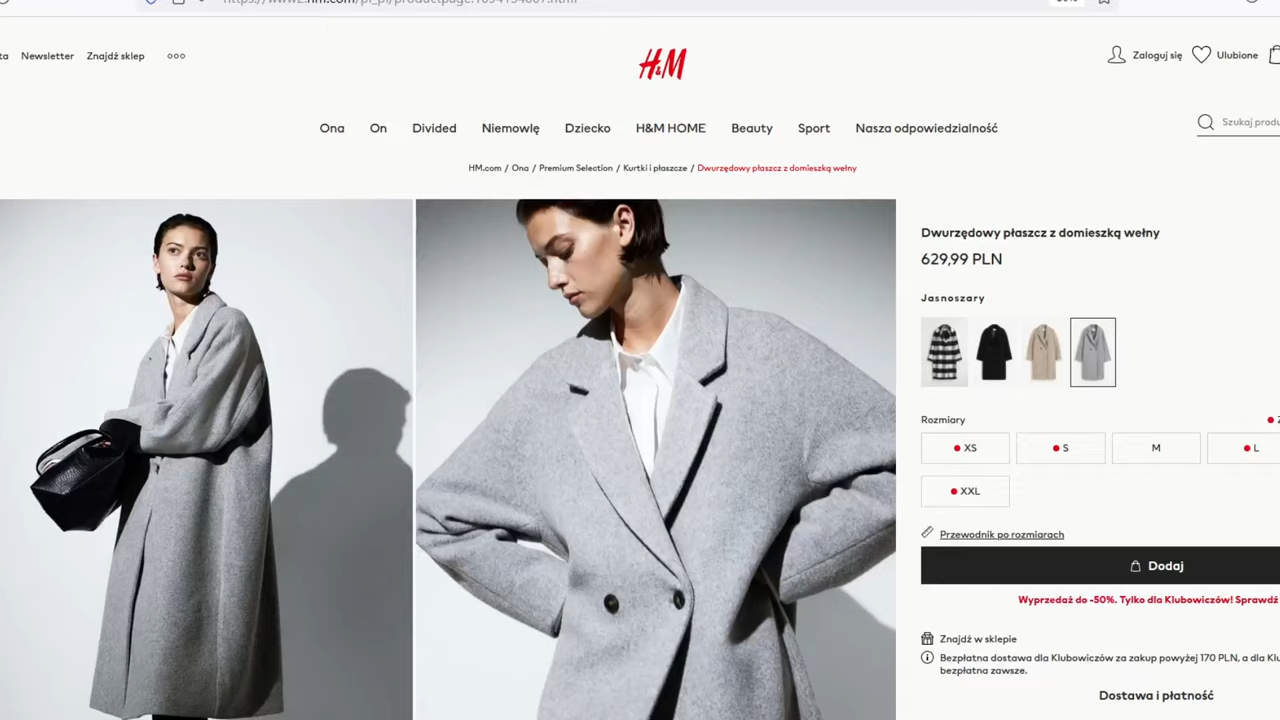 Newsletter Znajdź sklep
H&M
Zaloguj się Ulubione
Ona On Divided Niemowlę Dziecko H&M HOME Beauty Sport Nasza odpowiedzialność
HM.com / Ona / Premium Selection / Kurtki i płaszcze / Dwurzędowy płaszcz z domieszką wełny
Dwurzędowy płaszcz z domieszką wełny
629,99 PLN
Jasnoszary
Rozmiary
XS S M L
XXL
Przewodnik po rozmiarach
Dodaj
Wyprzedaż do -50%. Tylko dla Klubowiczów! Sprawdź
Znajdź w sklepie
Bezpłatna dostawa dla Klubowiczów za zakup powyżej 170 PLN, a dla
bezpłatna zawsze.
Dostawa i płatność